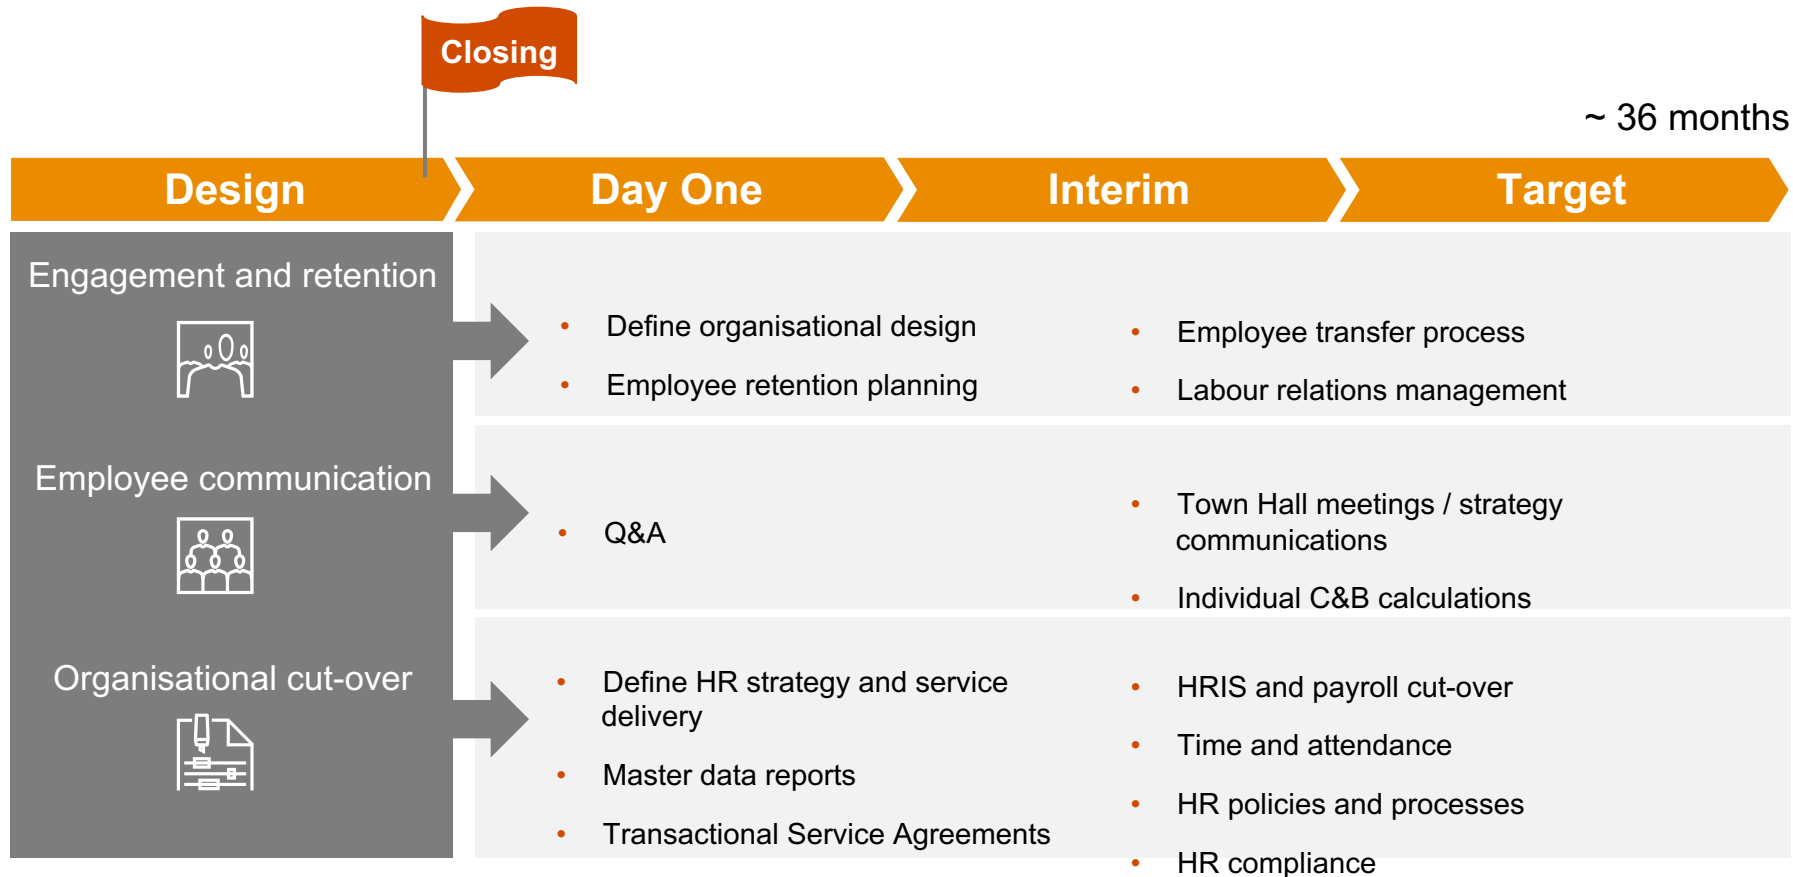 Closing
~ 36 months
Design
Day One
Interim
Target
Engagement and retention
• Define organisational design
• Employee retention planning
• Employee transfer process
• Labour relations management
Employee communication
• Q&A
• Town Hall meetings / strategy
communications
• Individual C&B calculations
Organisational cut-over
• Define HR strategy and service
delivery
• Master data reports
• Transactional Service Agreements
• HRIS and payroll cut-over
• Time and attendance
• HR policies and processes
• HR compliance